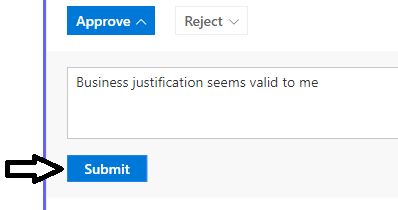 Approve Reject
Business justification seems valid to me
Submit